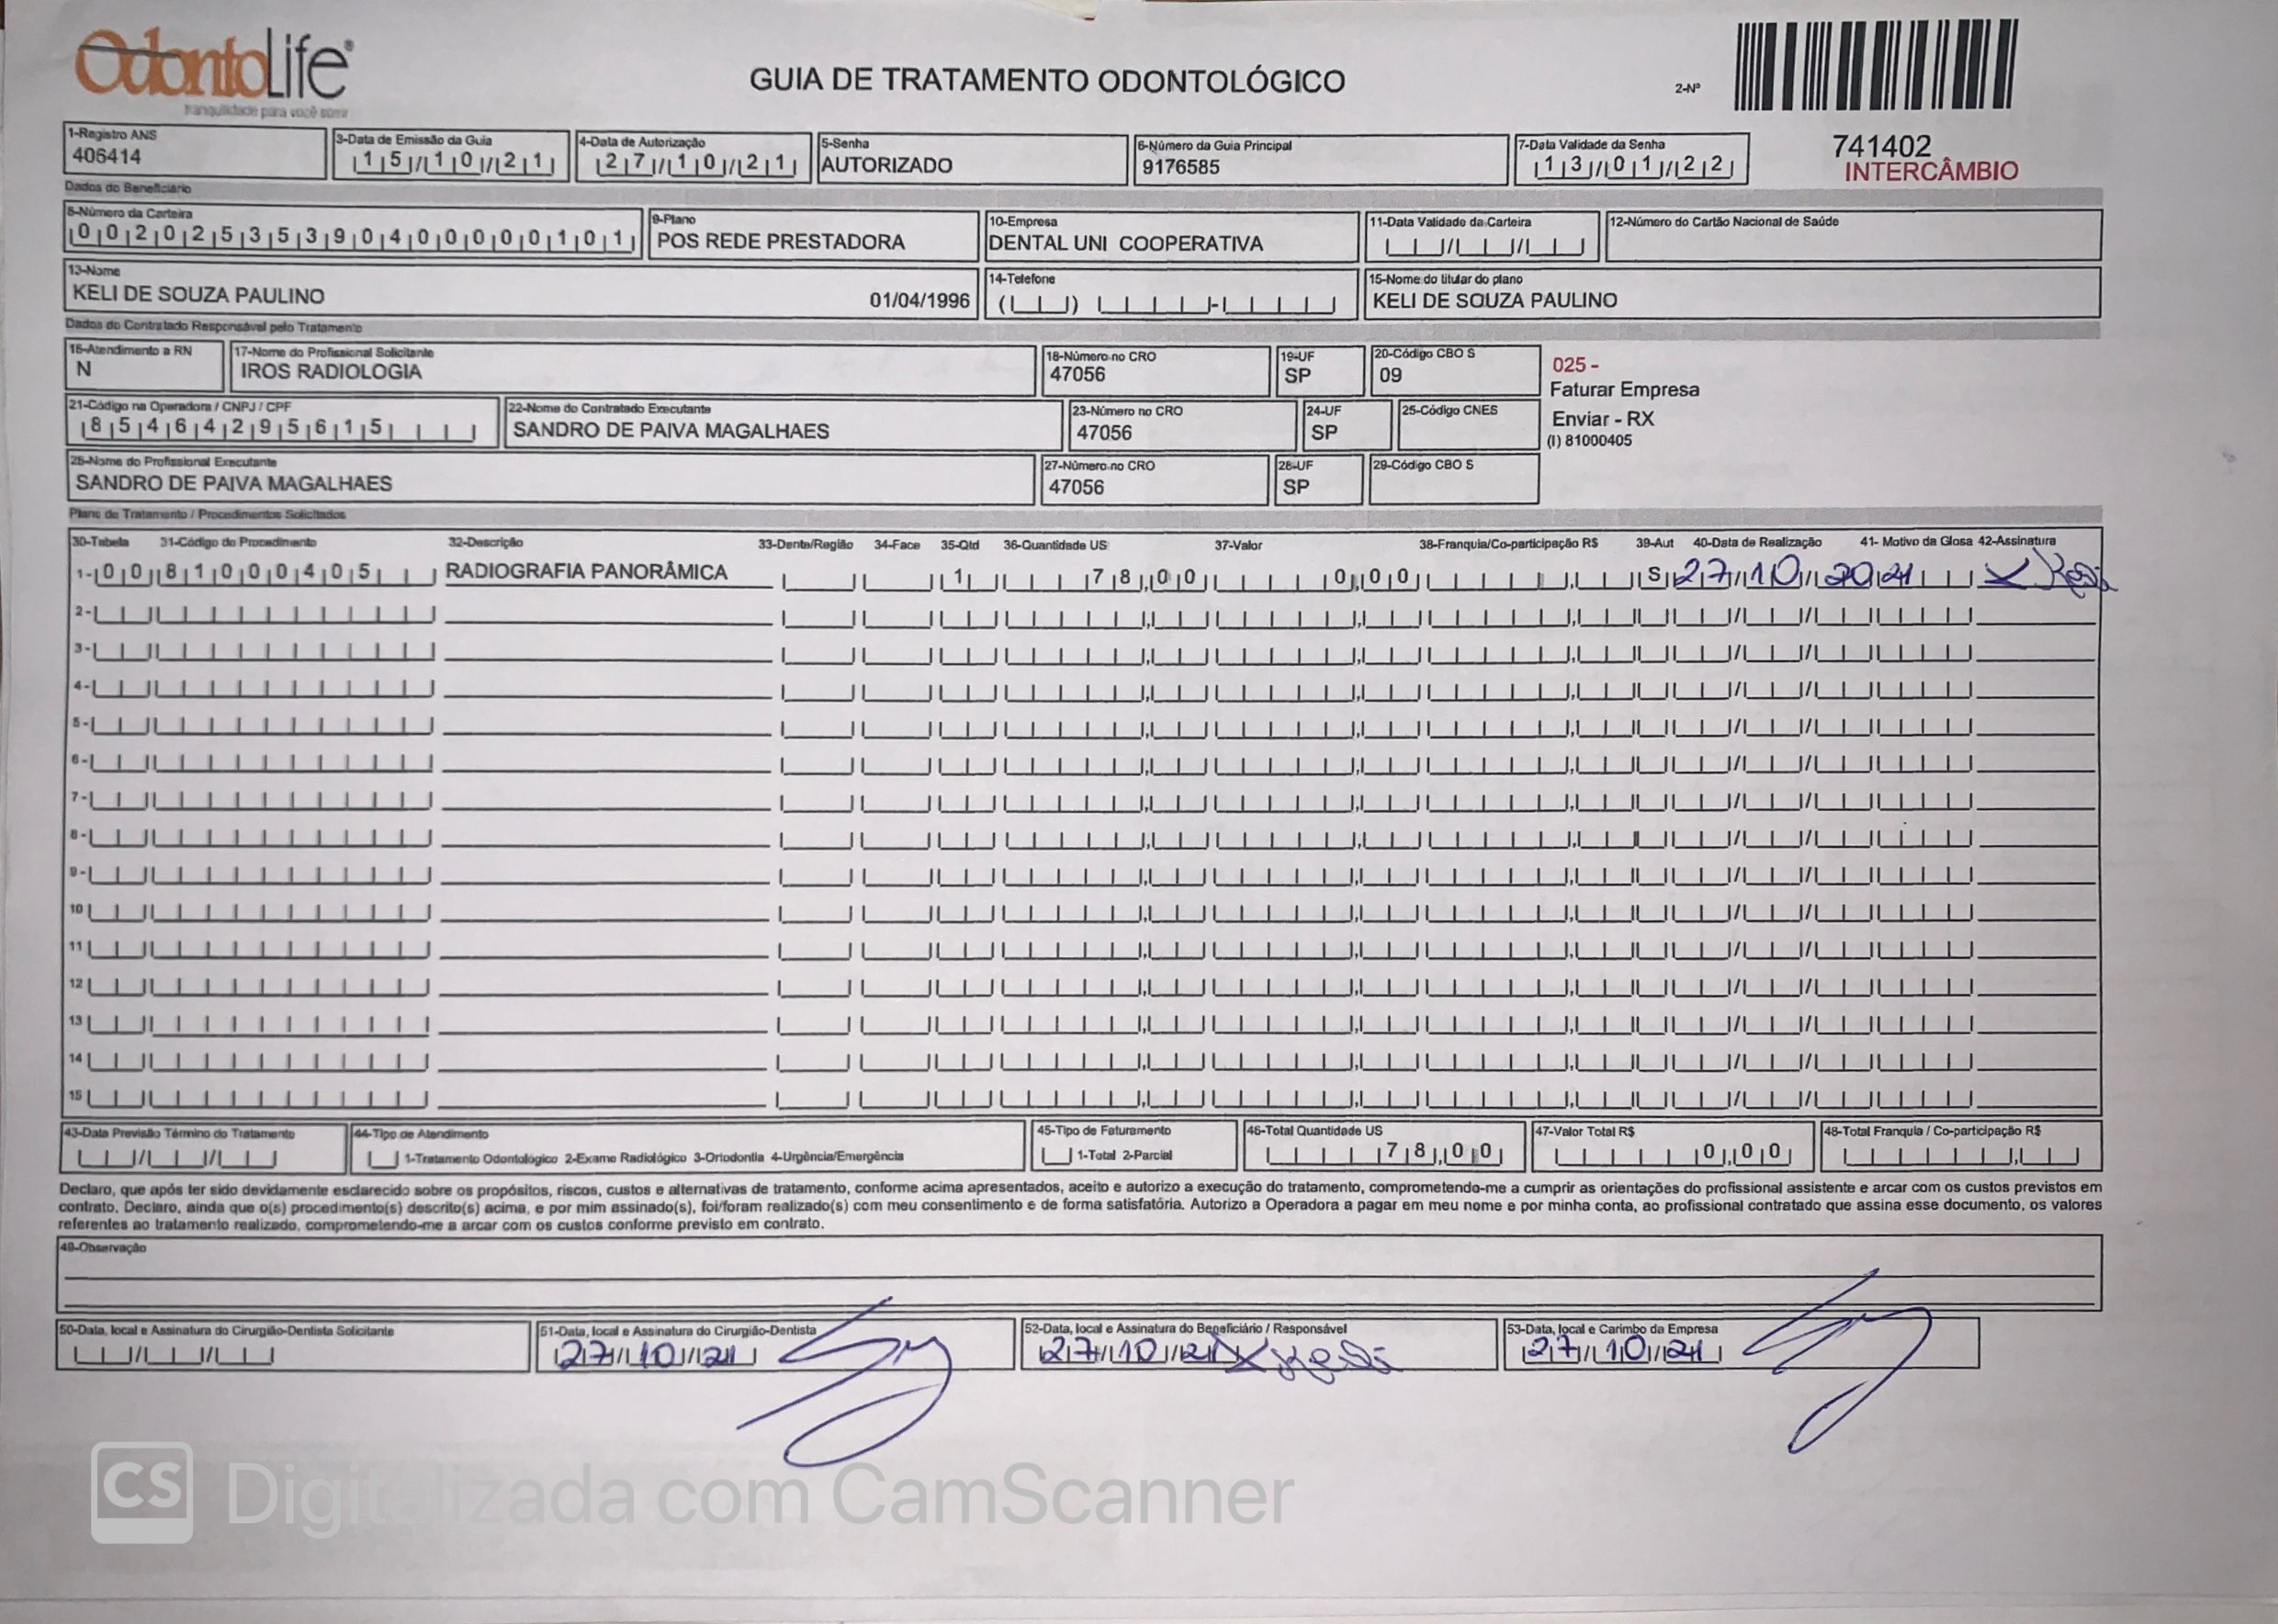 OdontoLife®
tranquilidade para você sorrir
GUIA DE TRATAMENTO ODONTOLÓGICO
2-Nº
741402
INTERCÂMBIO
1-Registro ANS
406414
3-Data de Emissão da Guia
15/10/21
4-Data de Autorização
27/10/21
5-Senha
AUTORIZADO
6-Número da Guia Principal
9176585
7-Data Validade da Senha
13/01/22
Dados do Beneficiário
8-Número da Carteira
002025353904000000101
9-Plano
POS REDE PRESTADORA
10-Empresa
DENTAL UNI COOPERATIVA
11-Data Validade da Carteira
12-Número do Cartão Nacional de Saúde
13-Nome
KELI DE SOUZA PAULINO 01/04/1996
14-Telefone
15-Nome do titular do plano
KELI DE SOUZA PAULINO
Dados do Contratado Responsável pelo Tratamento
16-Atendimento a RN
N
17-Nome do Profissional Solicitante
IROS RADIOLOGIA
18-Número no CRO
47056
19-UF
SP
20-Código CBO S
09
025 -
Faturar Empresa
Enviar - RX
(I) 81000405
21-Código na Operadora / CNPJ / CPF
85464295615
22-Nome do Contratado Executante
SANDRO DE PAIVA MAGALHAES
23-Número no CRO
47056
24-UF
SP
25-Código CNES
26-Nome do Profissional Executante
SANDRO DE PAIVA MAGALHAES
27-Número no CRO
47056
28-UF
SP
29-Código CBO S
Plano de Tratamento / Procedimentos Solicitados
30-Tabela 31-Código do Procedimento 32-Descrição 33-Dente/Região 34-Face 35-Qtd 36-Quantidade US 37-Valor 38-Franquia/Co-participação R$ 39-Aut 40-Data de Realização 41- Motivo da Glosa 42-Assinatura
1- 00 81000405 RADIOGRAFIA PANORÂMICA 1 78,00 0,00 S 27/10/2021 X Keli
2-
3-
4-
5-
6-
7-
8-
9-
10
11
12
13
14
15
43-Data Previsão Término do Tratamento
44-Tipo de Atendimento
1-Tratamento Odontológico 2-Exame Radiológico 3-Ortodontia 4-Urgência/Emergência
45-Tipo de Faturamento
1-Total 2-Parcial
46-Total Quantidade US
78,00
47-Valor Total R$
0,00
48-Total Franquia / Co-participação R$
Declaro, que após ter sido devidamente esclarecido sobre os propósitos, riscos, custos e alternativas de tratamento, conforme acima apresentados, aceito e autorizo a execução do tratamento, comprometendo-me a cumprir as orientações do profissional assistente e arcar com os custos previstos em
contrato. Declaro, ainda que o(s) procedimento(s) descrito(s) acima, e por mim assinado(s), foi/foram realizado(s) com meu consentimento e de forma satisfatória. Autorizo a Operadora a pagar em meu nome e por minha conta, ao profissional contratado que assina esse documento, os valores
referentes ao tratamento realizado, comprometendo-me a arcar com os custos conforme previsto em contrato.
49-Observação
50-Data, local e Assinatura do Cirurgião-Dentista Solicitante
51-Data, local e Assinatura do Cirurgião-Dentista
27/10/21
52-Data, local e Assinatura do Beneficiário / Responsável
27/10/21 X Keli
53-Data, local e Carimbo da Empresa
27/10/21
CS Digitalizada com CamScanner